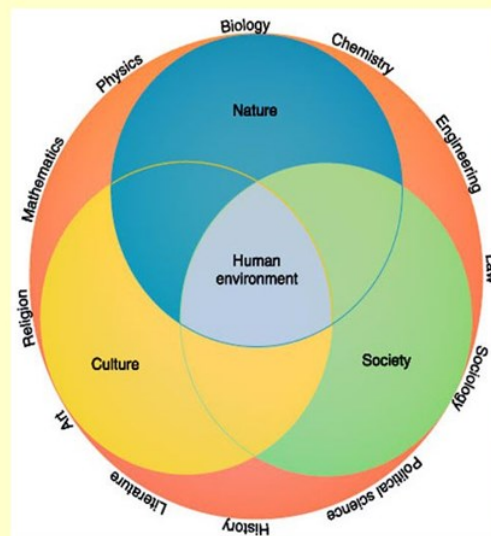 Biology
Chemistry
Physics
Engineering
Nature
Mathematics
Law
Human
environment
Religion
Culture
Society
Sociology
Art
Literature
Political science
History